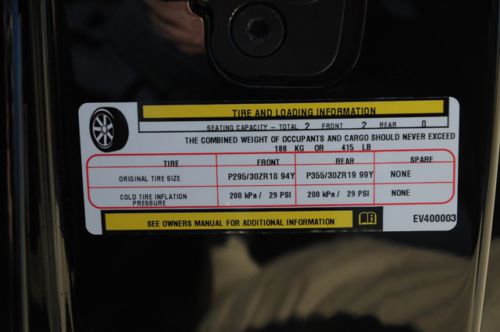 TIRE AND LOADING INFORMATION
SEATING CAPACITY - TOTAL 2 FRONT 2 REAR 0
THE COMBINED WEIGHT OF OCCUPANTS AND CARGO SHOULD NEVER EXCEED
188 KG OR 415 LB
TIRE FRONT REAR SPARE
ORIGINAL TIRE SIZE P295/30ZR18 94Y P355/30ZR19 99Y NONE
COLD TIRE INFLATION PRESSURE 200 kPa / 29 PSI 200 kPa / 29 PSI NONE
SEE OWNERS MANUAL FOR ADDITIONAL INFORMATION
EV400003